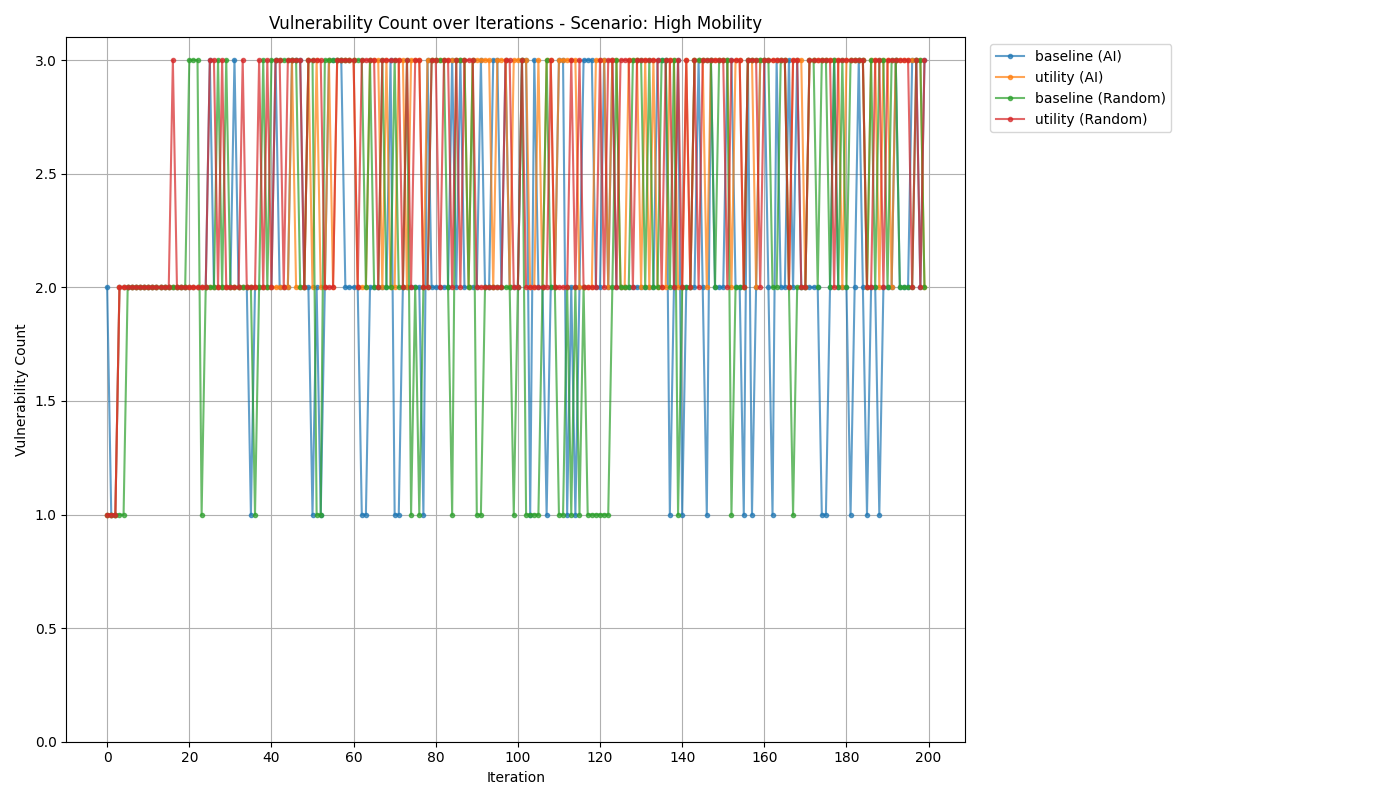 Vulnerability Count over Iterations - Scenario: High Mobility
3.0
2.5
2.0
1.5
1.0
0.5
0.0
Vulnerability Count
0 20 40 60 80 100 120 140 160 180 200
Iteration
baseline (AI)
utility (AI)
baseline (Random)
utility (Random)